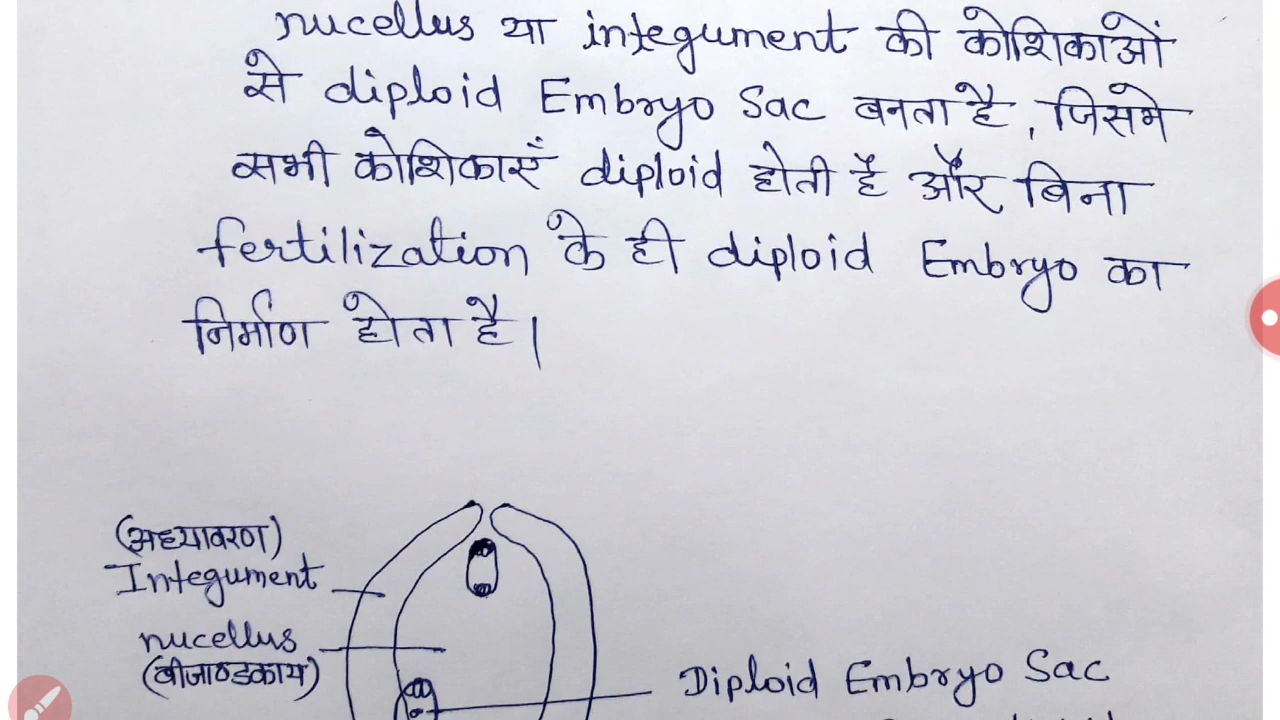 nucellus या integument की कोशिकाओं
से diploid Embryo Sac बनता है, जिसमे
सभी कोशिकाएँ diploid होती है और बिना
fertilization के ही diploid Embryo का
निर्माण होता है।
(अध्यावरण)
Integument
nucellus
(बीजाण्डकाय)
Diploid Embryo Sac